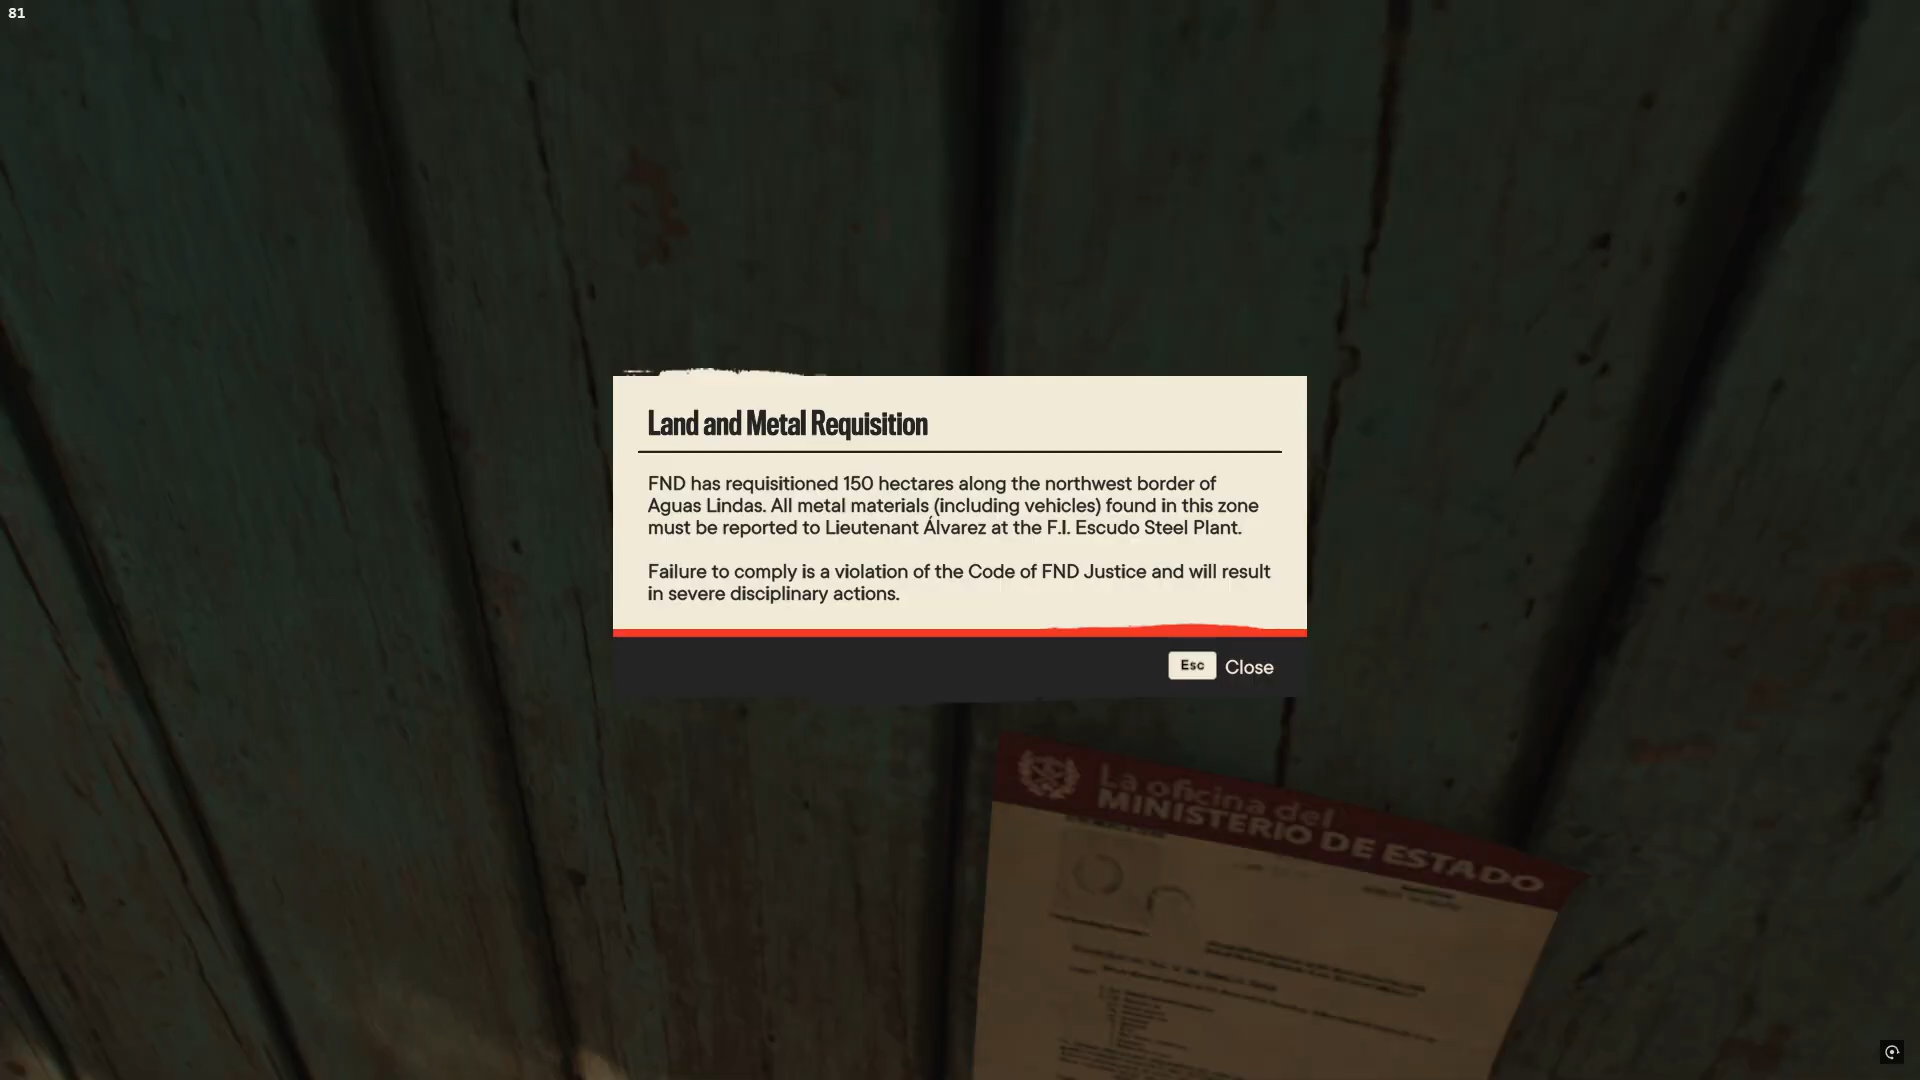 81
Land and Metal Requisition
FND has requisitioned 150 hectares along the northwest border of
Aguas Lindas. All metal materials (including vehicles) found in this zone
must be reported to Lieutenant Álvarez at the F.I. Escudo Steel Plant.
Failure to comply is a violation of the Code of FND Justice and will result
in severe disciplinary actions.
Esc Close
La oficina del
MINISTERIO DE ESTADO